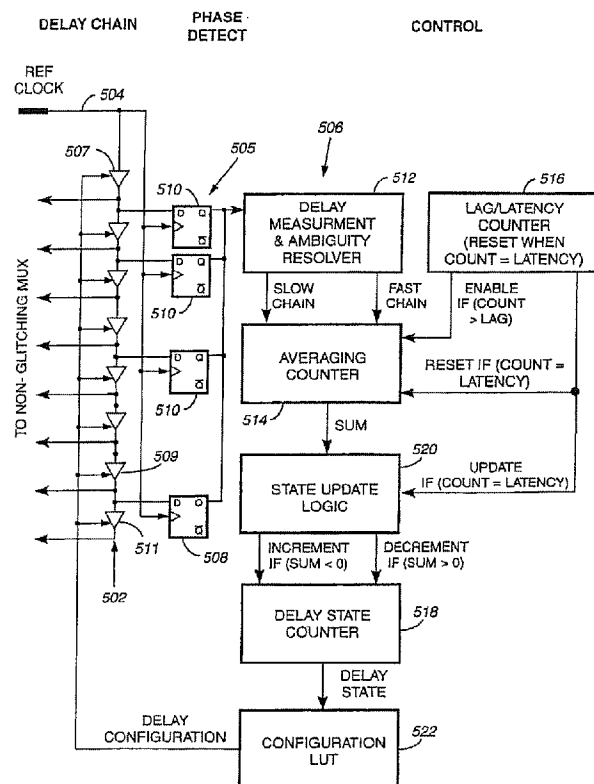 DELAY CHAIN
PHASE DETECT
CONTROL
REF CLOCK
504
507
505
506
510
D Q
Q
510
D Q
Q
510
D Q
Q
508
D Q
Q
509
511
502
TO NON-GLITCHING MUX
512
DELAY
MEASURMENT
& AMBIGUITY
RESOLVER
516
LAG/LATENCY
COUNTER
(RESET WHEN
COUNT = LATENCY)
SLOW
CHAIN
FAST
CHAIN
ENABLE
IF (COUNT
> LAG)
AVERAGING
COUNTER
514
RESET IF (COUNT =
LATENCY)
SUM
520
STATE UPDATE
LOGIC
UPDATE
IF (COUNT = LATENCY)
INCREMENT
IF (SUM < 0)
DECREMENT
IF (SUM > 0)
DELAY STATE
COUNTER
518
DELAY
STATE
DELAY
CONFIGURATION
CONFIGURATION
LUT
522